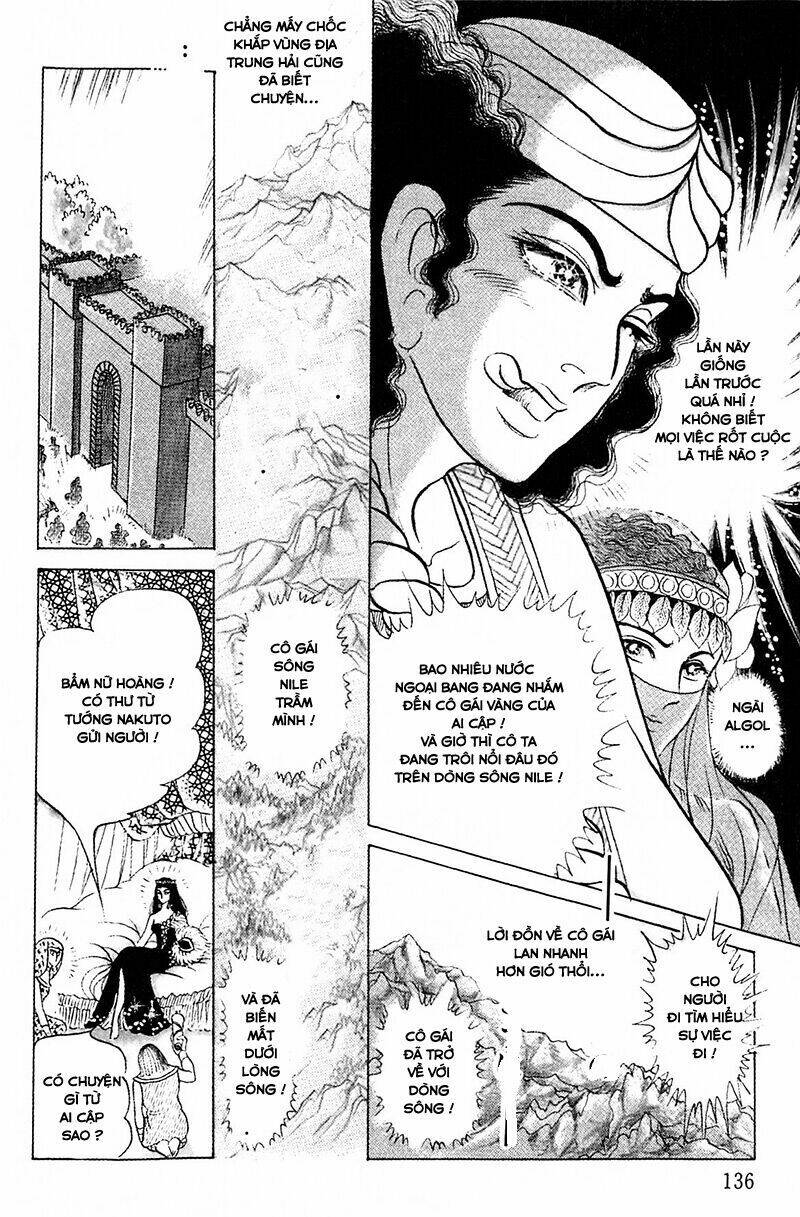 LẦN NÀY
GIỐNG
LẦN TRƯỚC
QUÁ NHỈ !
KHÔNG BIẾT
MỌI VIỆC RỐT CUỘC
LÀ THẾ NÀO ?
NGÀI
ALGOL
...
BAO NHIÊU NƯỚC
NGOẠI BANG ĐANG NHẮM
ĐẾN CÔ GÁI VÀNG CỦA
AI CẬP !
VÀ GIỜ THÌ CÔ TA
ĐANG TRÔI NỔI ĐÂU ĐÓ
TRÊN DÒNG SÔNG NILE !
CHO
NGƯỜI
ĐI TÌM HIỂU
SỰ VIỆC
ĐI !
LỜI ĐỒN VỀ CÔ GÁI
LAN NHANH
HƠN GIÓ THỔI...
CÔ GÁI
ĐÃ TRỞ
VỀ VỚI
DÒNG
SÔNG !
CHẲNG MẤY CHỐC
KHẮP VÙNG ĐỊA
TRUNG HẢI CŨNG
ĐÃ BIẾT
CHUYỆN...
CÔ GÁI
SÔNG
NILE
TRẦM
MÌNH !
VÀ ĐÃ
BIẾN
MẤT
DƯỚI
LÒNG
SÔNG !
BẨM NỮ HOÀNG !
CÓ THƯ TỪ
TƯỚNG NAKUTO
GỬI NGƯỜI !
CÓ CHUYỆN
GÌ TỪ
AI CẬP
SAO ?
136